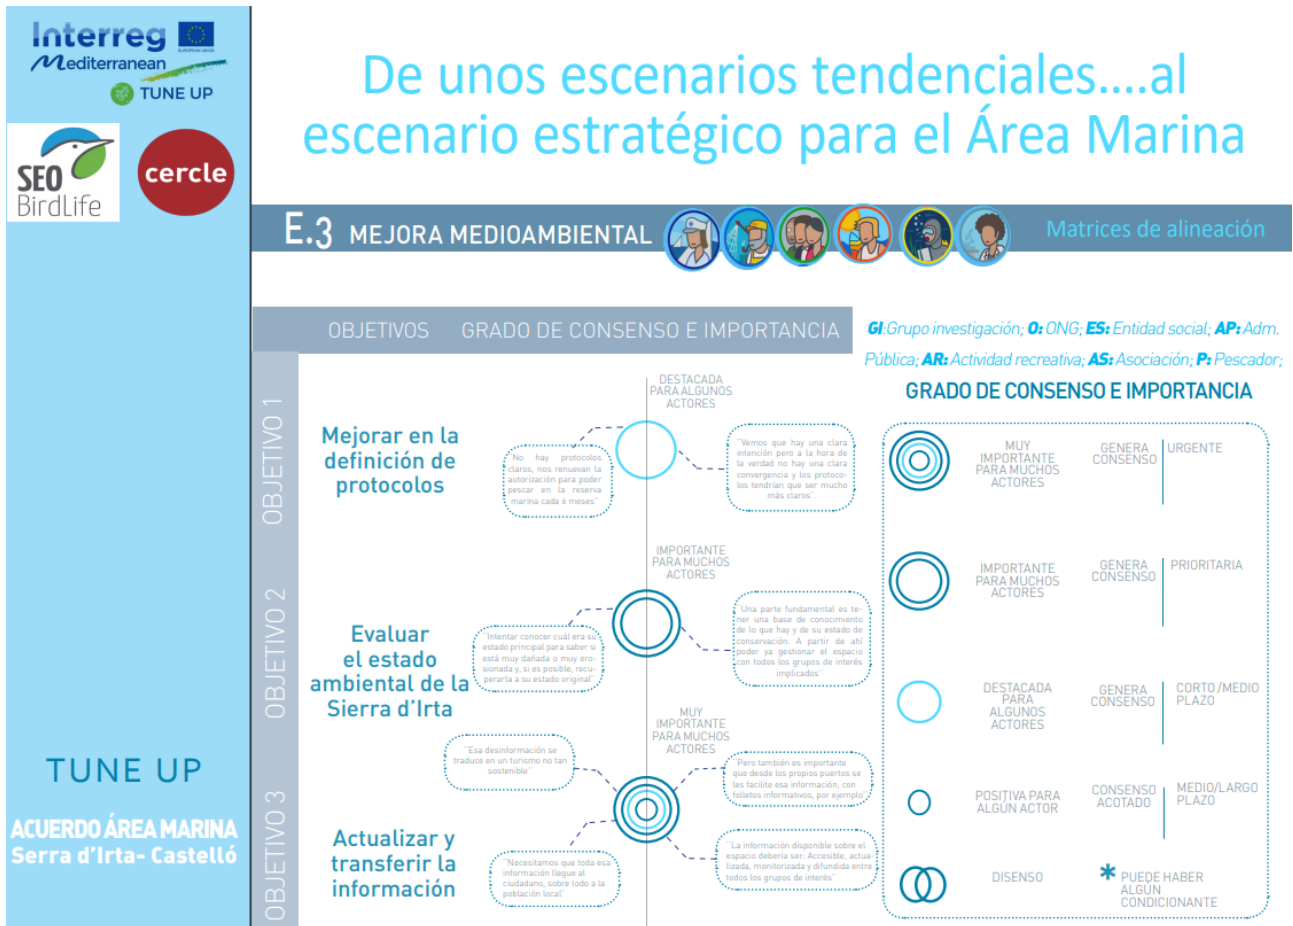 Interreg
EUROPEAN UNION
Mediterranean
TUNE UP
SEO
BirdLife
cercle
De unos escenarios tendenciales....al
escenario estratégico para el Área Marina
E.3 MEJORA MEDIOAMBIENTAL
Matrices de alineación
OBJETIVOS GRADO DE CONSENSO E IMPORTANCIA
GI:Grupo investigación; O: ONG; ES: Entidad social; AP: Adm.
Pública; AR: Actividad recreativa; AS: Asociación; P: Pescador;
OBJETIVO 1
Mejorar en la
definición de
protocolos
DESTACADA
PARA ALGUNOS
ACTORES
¨No hay protocolos
claros, nos renuevan la
autorización para poder
pescar en la reserva
marina cada 6 meses¨
¨Vemos que hay una clara
intención pero a la hora de
la verdad no hay una clara
convergencia y los protoco-
los tendrían que ser mucho
más claros¨.
OBJETIVO 2
Evaluar
el estado
ambiental de la
Sierra d'Irta
IMPORTANTE
PARA MUCHOS
ACTORES
¨Intentar conocer cuál era su
estado principal para saber si
está muy dañada o muy ero-
sionada y, si es posible, recu-
perarla a su estado original¨
¨Una parte fundamental es te-
ner una base de conocimiento
de lo que hay y de su estado de
conservación. A partir de ahí
poder ya gestionar el espacio
con todos los grupos de interés
implicados¨
OBJETIVO 3
Actualizar y
transferir la
información
MUY
IMPORTANTE
PARA MUCHOS
ACTORES
¨Esa desinformación se
traduce en un turismo no tan
sostenible¨
¨Pero también es importante
que desde los propios puertos se
les facilite esa información, con
folletos informativos, por ejemplo¨
¨Necesitamos que toda esa
información llegue al
ciudadano, sobre todo a la
población local¨
¨La información disponible sobre el
espacio debería ser: Accesible, actua-
lizada, monitorizada y difundida entre
todos los grupos de interés¨
GRADO DE CONSENSO E IMPORTANCIA
MUY
IMPORTANTE
PARA MUCHOS
ACTORES
GENERA
CONSENSO
URGENTE
IMPORTANTE
PARA MUCHOS
ACTORES
GENERA
CONSENSO
PRIORITARIA
DESTACADA
PARA
ALGUNOS
ACTORES
GENERA
CONSENSO
CORTO/MEDIO
PLAZO
POSITIVA PARA
ALGÚN ACTOR
CONSENSO
ACOTADO
MEDIO/LARGO
PLAZO
DISENSO
* PUEDE HABER
ALGÚN
CONDICIONANTE
TUNE UP
ACUERDO ÁREA MARINA
Serra d'Irta- Castelló